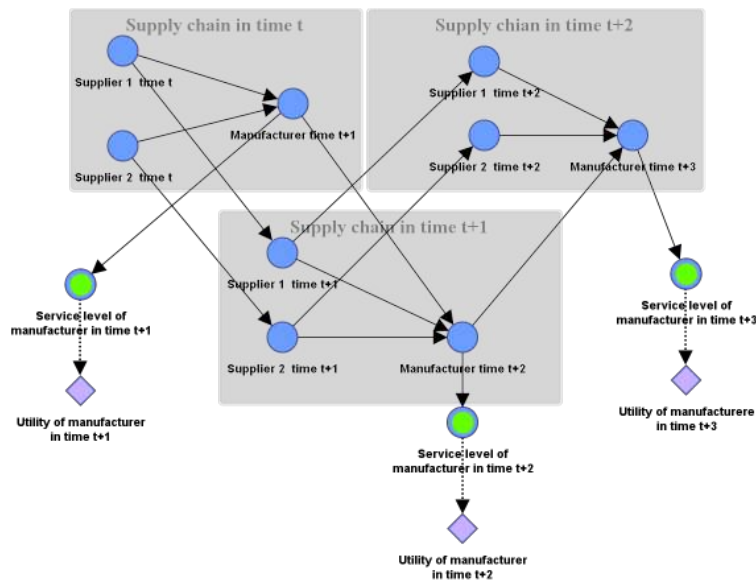 Supply chain in time t
Supplier 1  time t
Manufacturer time t+1
Supplier 2  time t
Supply chian in time t+2
Supplier 1  time t+2
Supplier 2  time t+2
Manufacturer time t+3
Supply chain in time t+1
Supplier 1  time t+1
Supplier 2  time t+1
Manufacturer time t+2
Service level of
manufacturer in time t+1
Utility of manufacturer
in time t+1
Service level of
manufacturer in time t+2
Utility of manufacturer
in time t+2
Service level of
manufacturer in time t+3
Utility of manufacturere
in time t+3